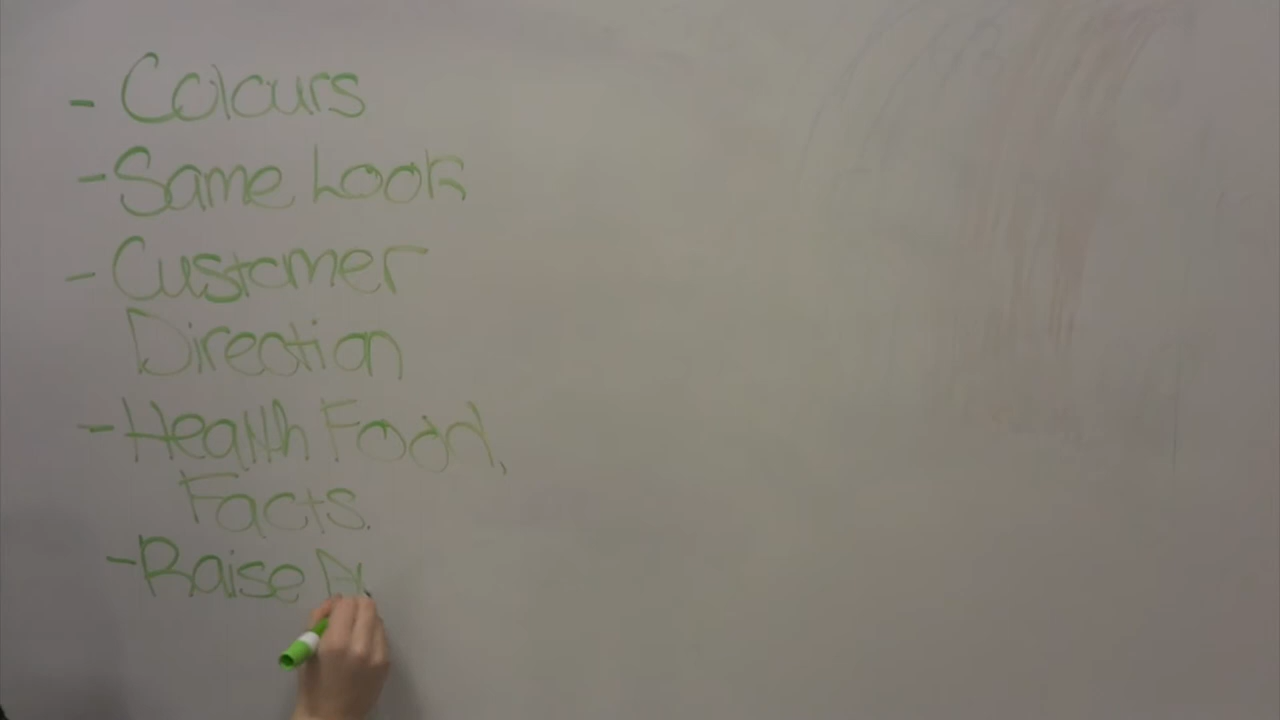 - Colours
- Same Look
- Customer
Direction
- Health Food,
Facts.
- Raise